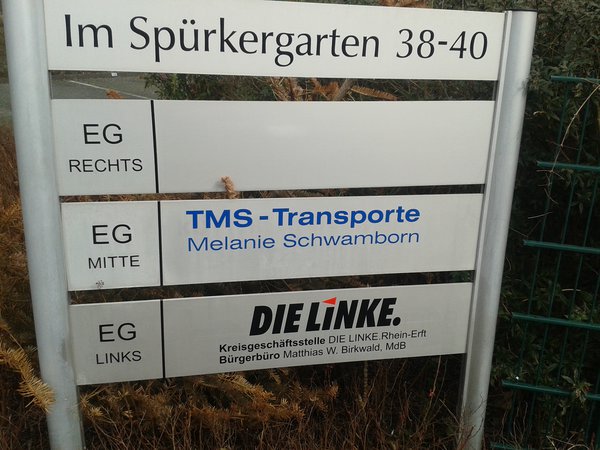 Im Spürkergarten 38-40
EG
RECHTS
EG
MITTE
TMS - Transporte
Melanie Schwamborn
EG
LINKS
DIE LINKE.
Kreisgeschäftsstelle DIE LINKE.Rhein-Erft
Bürgerbüro Matthias W. Birkwald, MdB